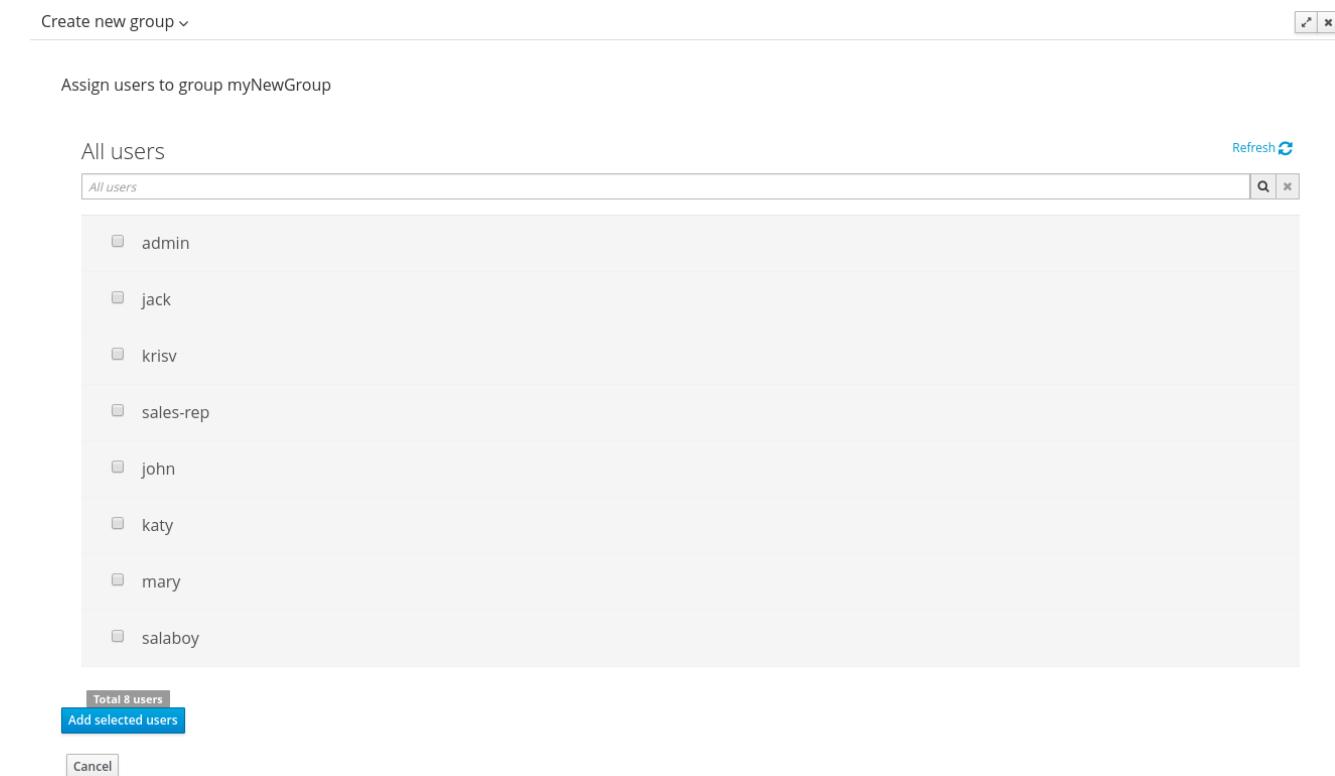 Create new group
Assign users to group myNewGroup
All users
Refresh
All users
admin
jack
krisv
sales-rep
john
katy
mary
salaboy
Total 8 users
Add selected users
Cancel